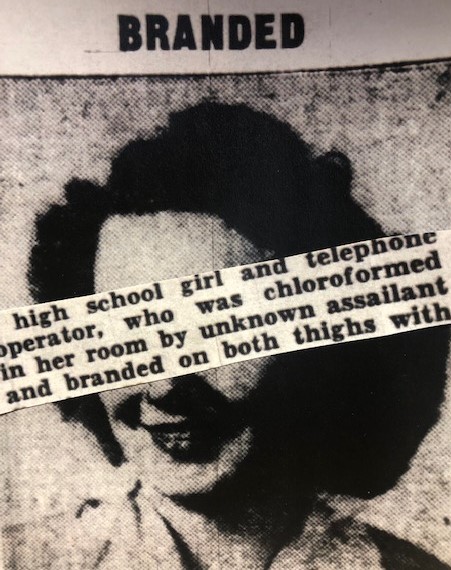 BRANDED
high school girl and telephone
operator, who was chloroformed
in her room by unknown assailant
and branded on both thighs with